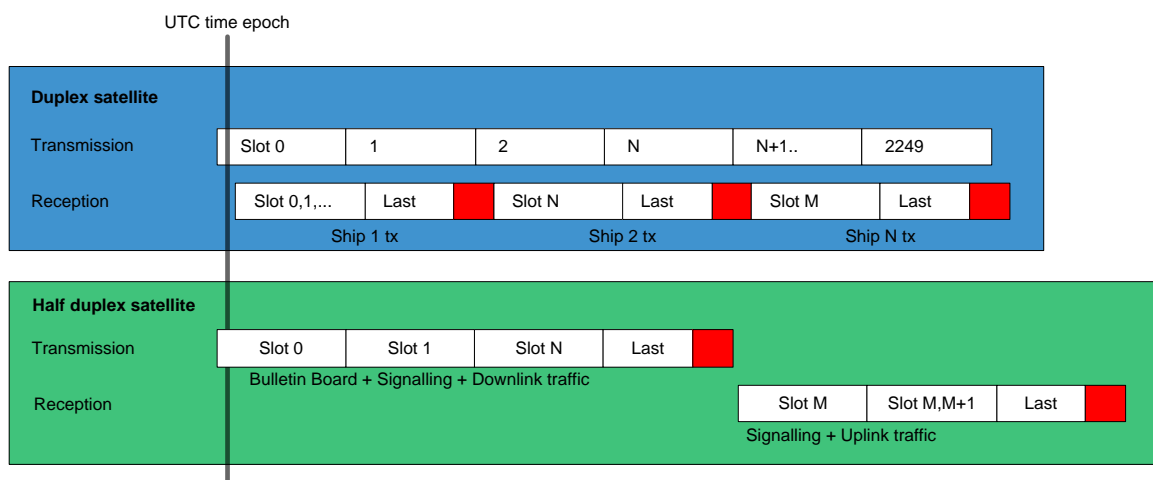 UTC time epoch
Duplex satellite
Transmission Slot 0 1 2 N N+1.. 2249
Reception Slot 0,1,... Last Slot N Last Slot M Last
Ship 1 tx Ship 2 tx Ship N tx
Half duplex satellite
Transmission Slot 0 Slot 1 Slot N Last
Bulletin Board + Signalling + Downlink traffic
Reception Slot M Slot M,M+1 Last
Signalling + Uplink traffic